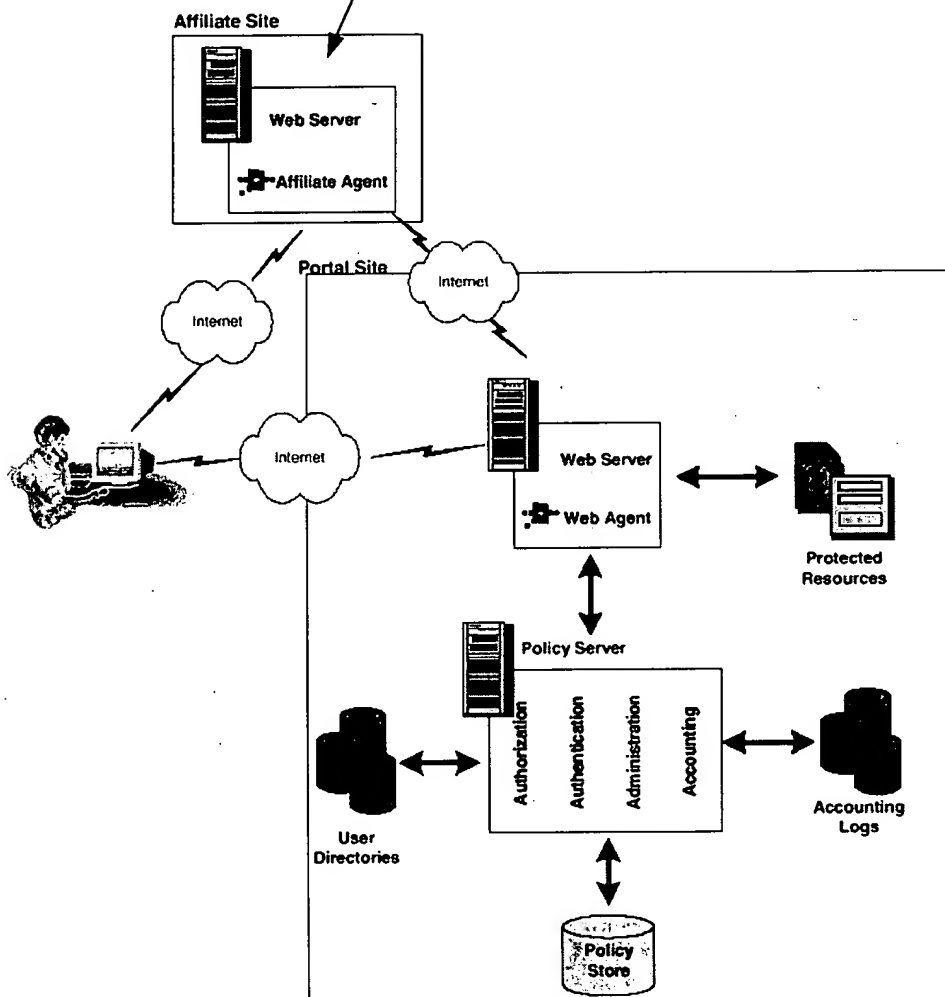 Affiliate Site
Web Server
Affiliate Agent
Portal Site
Internet
Internet
Internet
Web Server
Web Agent
Protected
Resources
Policy Server
Authorization
Authentication
Administration
Accounting
User
Directories
Accounting
Logs
Policy
Store